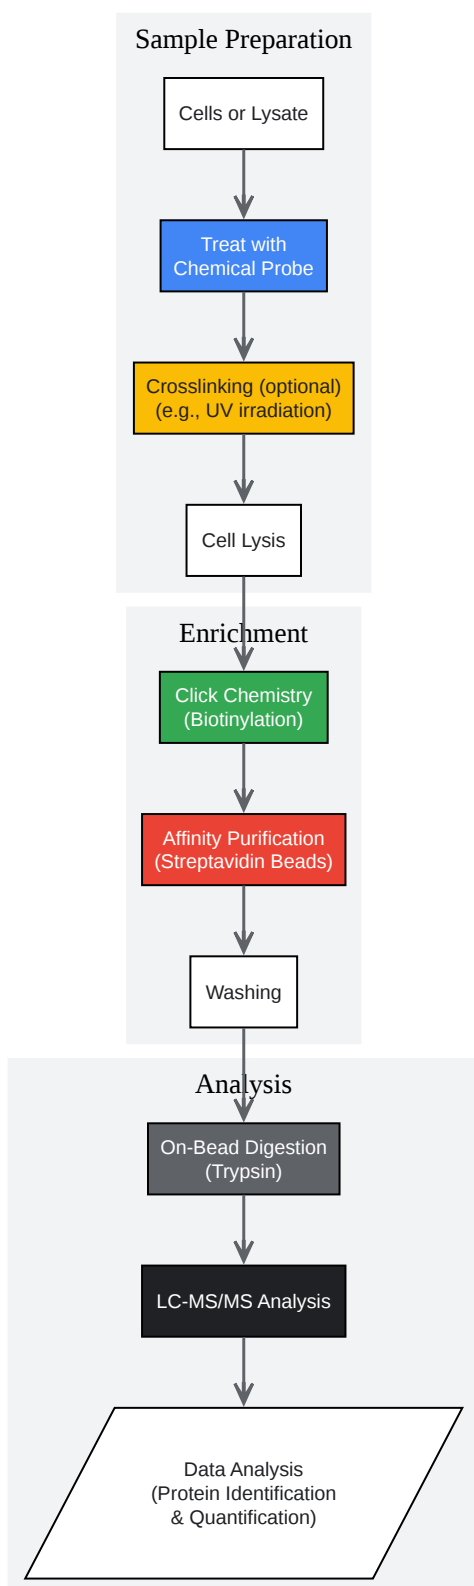 Sample Preparation
Cells or Lysate
Treat with
Chemical Probe
Crosslinking (optional)
(e.g., UV irradiation)
Cell Lysis
Enrichment
Click Chemistry
(Biotinylation)
Affinity Purification
(Streptavidin Beads)
Washing
Analysis
On-Bead Digestion
(Trypsin)
LC-MS/MS Analysis
Data Analysis
(Protein Identification
& Quantification)